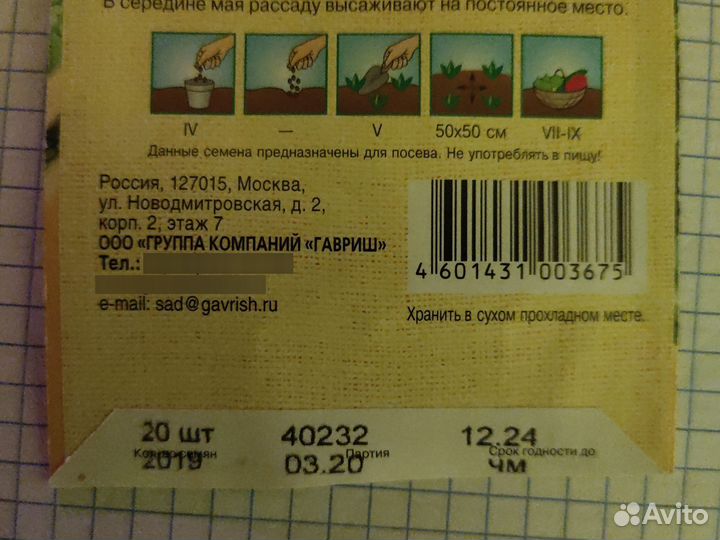 В середине мая рассаду высаживают на постоянное место.
IV — V 50x50 см VII-IX
Данные семена предназначены для посева. Не употреблять в пищу!
Россия, 127015, Москва,
ул. Новодмитровская, д. 2,
корп. 2, этаж 7
ООО «ГРУППА КОМПАНИЙ «ГАВРИШ»
Тел.:
e-mail: sad@gavrish.ru
4 601431 003675
Хранить в сухом прохладном месте.
20 шт 40232 12.24
Кол-во семян Партия Срок годности до
2019 03.20 ЧМ
Avito